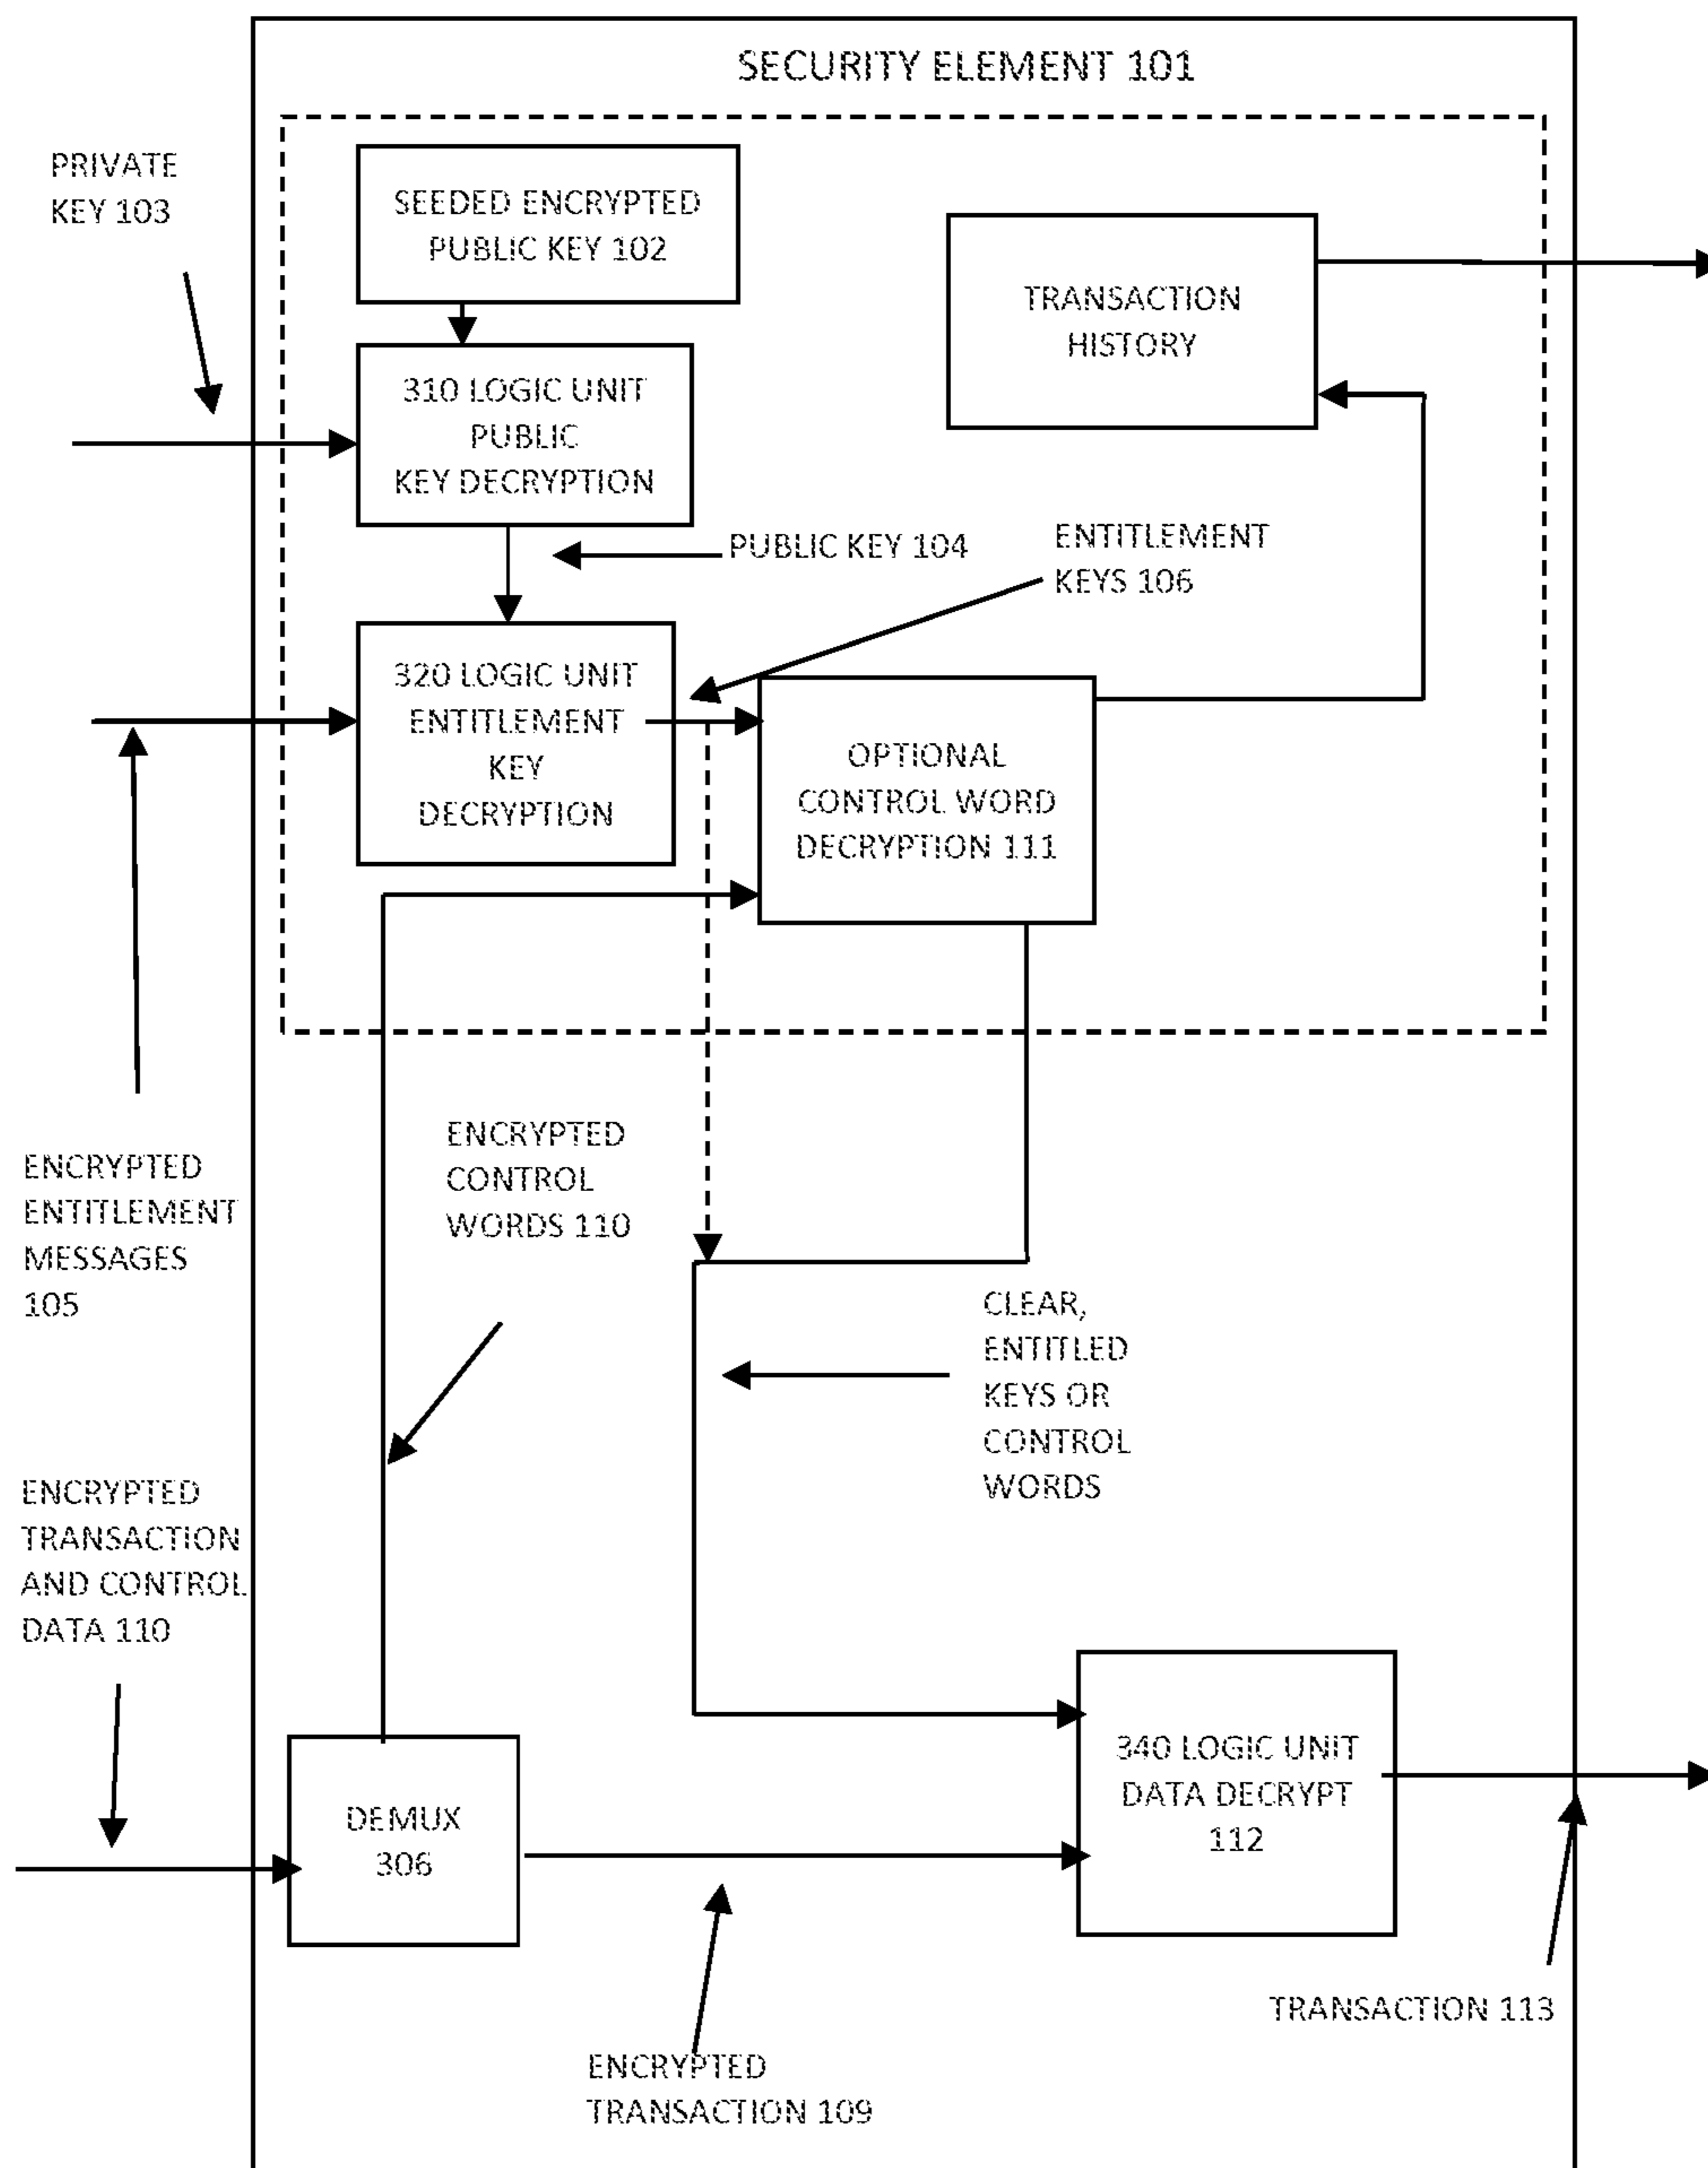 SECURITY ELEMENT 101
PRIVATE
KEY 103
SEEDED ENCRYPTED
PUBLIC KEY 102
TRANSACTION
HISTORY
310 LOGIC UNIT
PUBLIC
KEY DECRYPTION
PUBLIC KEY 104
ENTITLEMENT
KEYS 106
320 LOGIC UNIT
ENTITLEMENT
KEY
DECRYPTION
OPTIONAL
CONTROL WORD
DECRYPTION 111
ENCRYPTED
CONTROL
WORDS 110
ENCRYPTED
ENTITLEMENT
MESSAGES
105
CLEAR,
ENTITLED
KEYS OR
CONTROL
WORDS
ENCRYPTED
TRANSACTION
AND CONTROL
DATA 110
DEMUX
306
340 LOGIC UNIT
DATA DECRYPT
112
TRANSACTION 113
ENCRYPTED
TRANSACTION 109